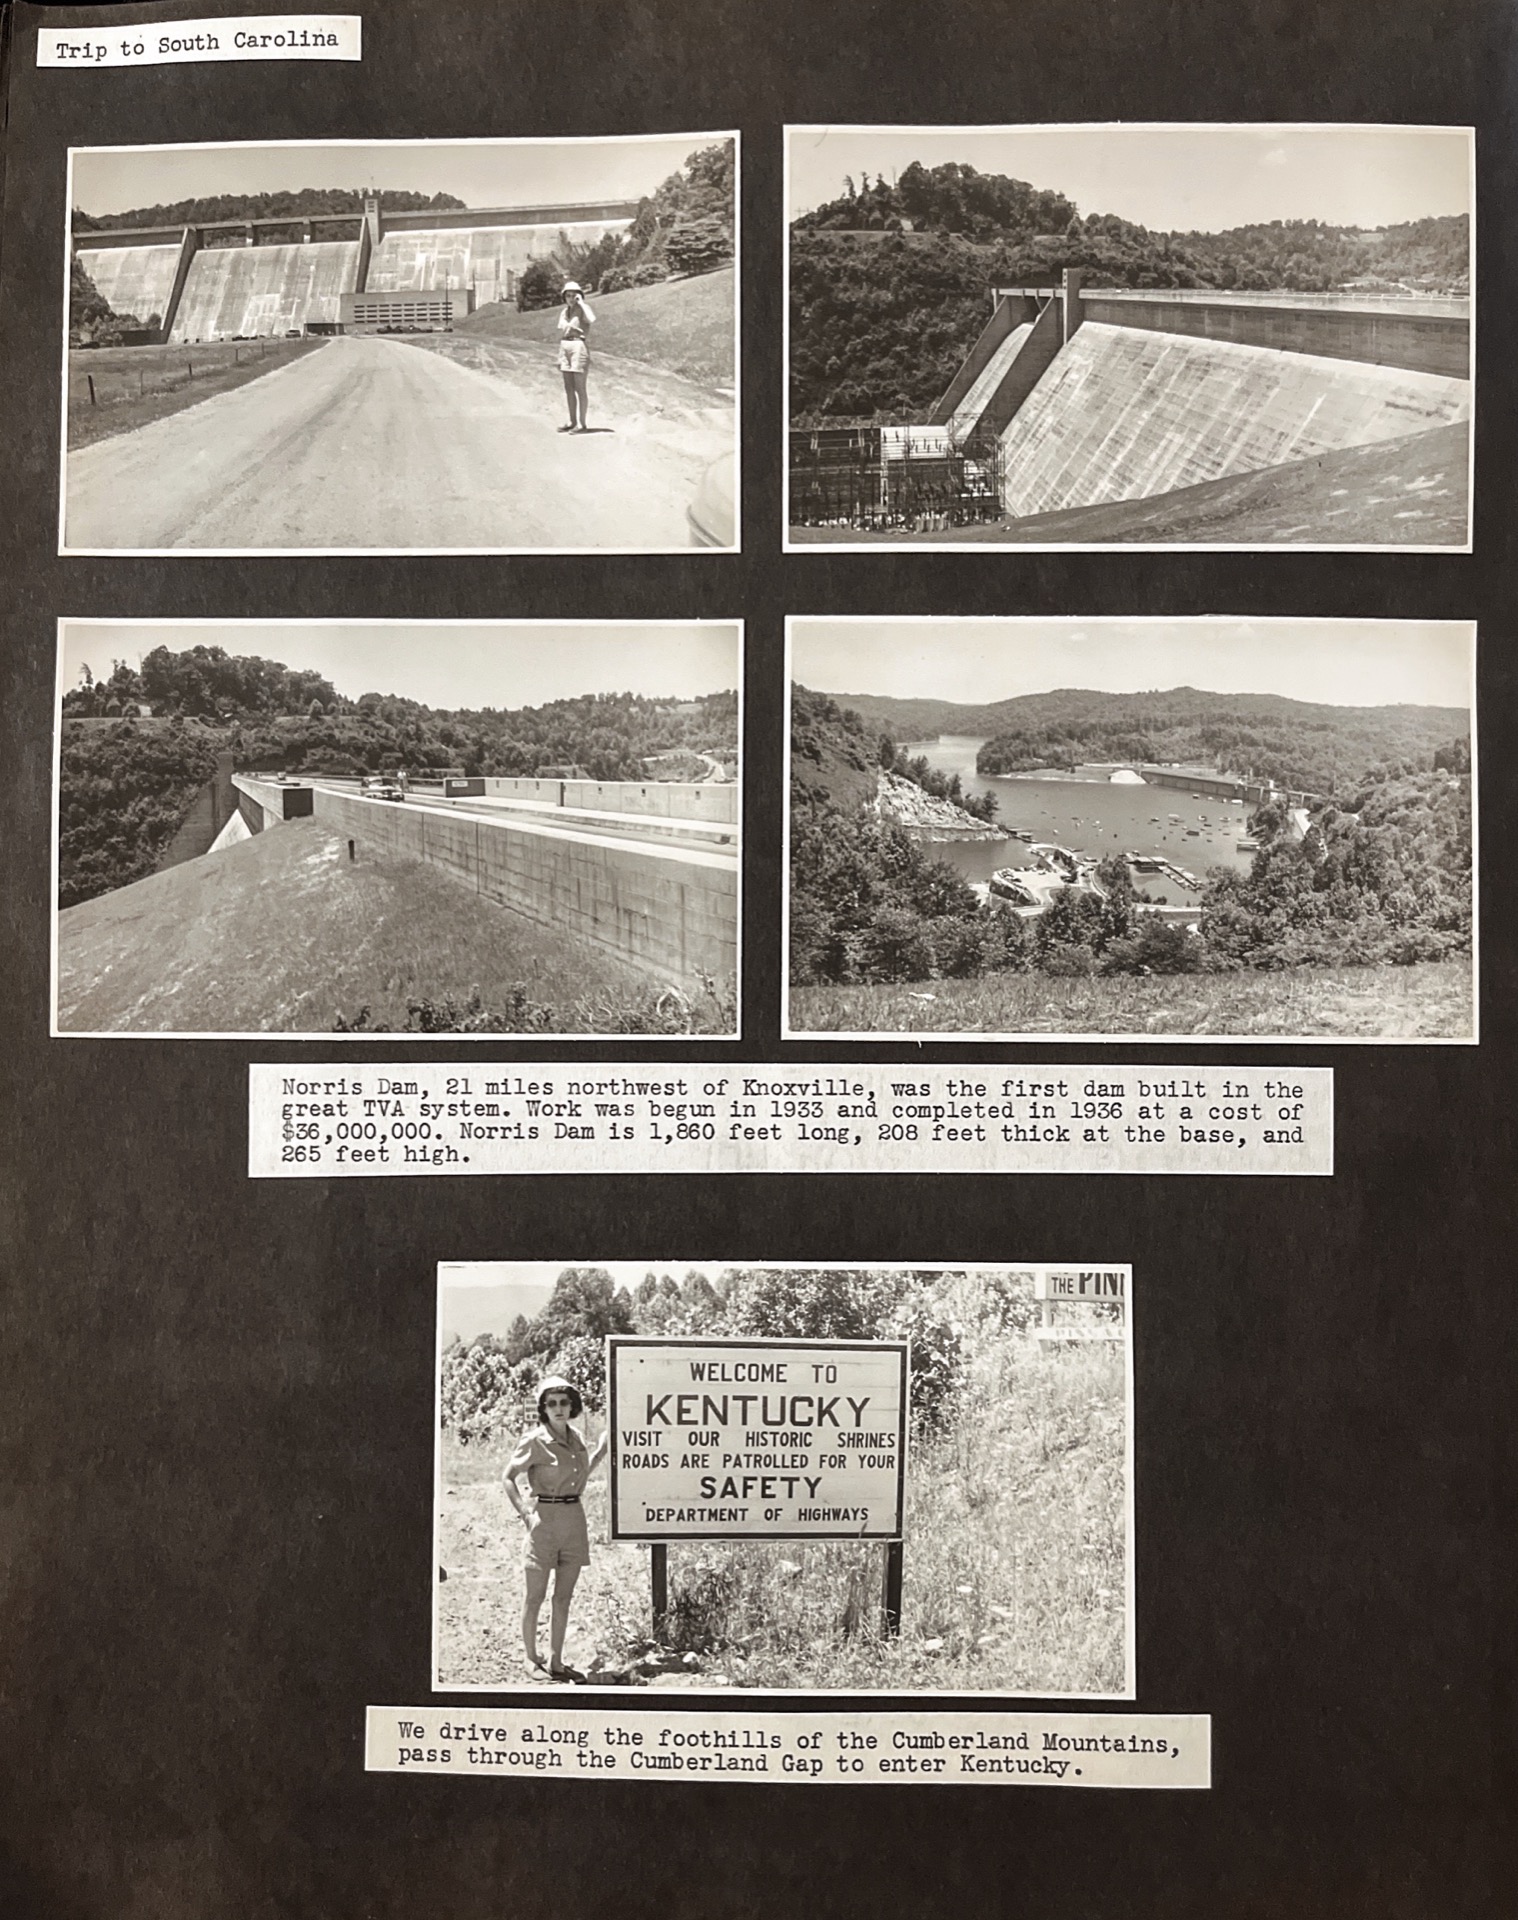 Trip to South Carolina
Norris Dam, 21 miles northwest of Knoxville, was the first dam built in the
great TVA system. Work was begun in 1933 and completed in 1936 at a cost of
$36,000,000. Norris Dam is 1,860 feet long, 208 feet thick at the base, and
265 feet high.
THE PIN
WELCOME TO
KENTUCKY
VISIT OUR HISTORIC SHRINES
ROADS ARE PATROLLED FOR YOUR
SAFETY
DEPARTMENT OF HIGHWAYS
We drive along the foothills of the Cumberland Mountains,
pass through the Cumberland Gap to enter Kentucky.